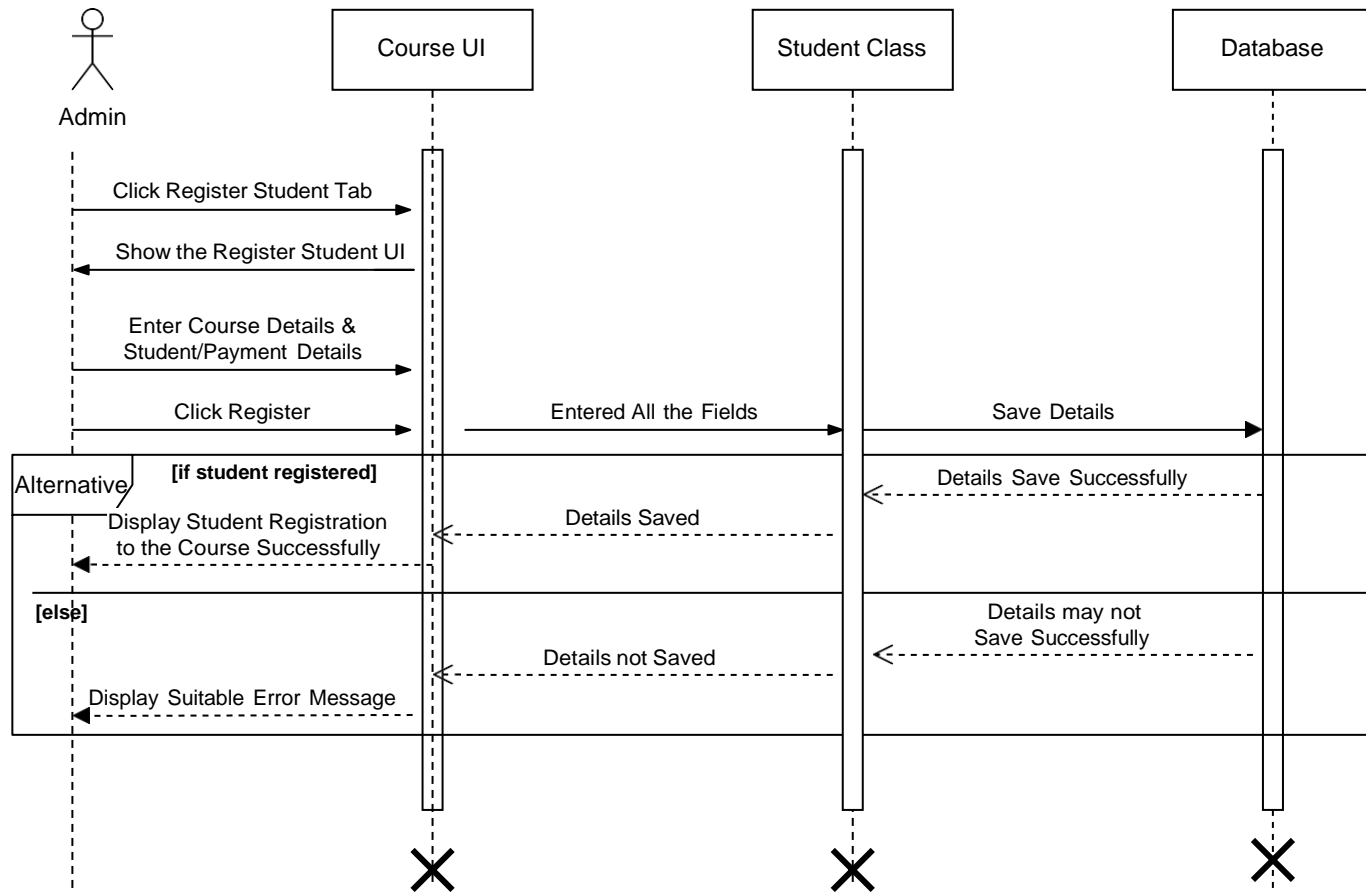 Course UI
Student Class
Database
Admin
Click Register Student Tab
Show the Register Student UI
Enter Course Details &
Student/Payment Details
Click Register
Entered All the Fields
Save Details
Alternative
[if student registered]
Details Save Successfully
Details Saved
Display Student Registration
to the Course Successfully
[else]
Details may not
Save Successfully
Details not Saved
Display Suitable Error Message